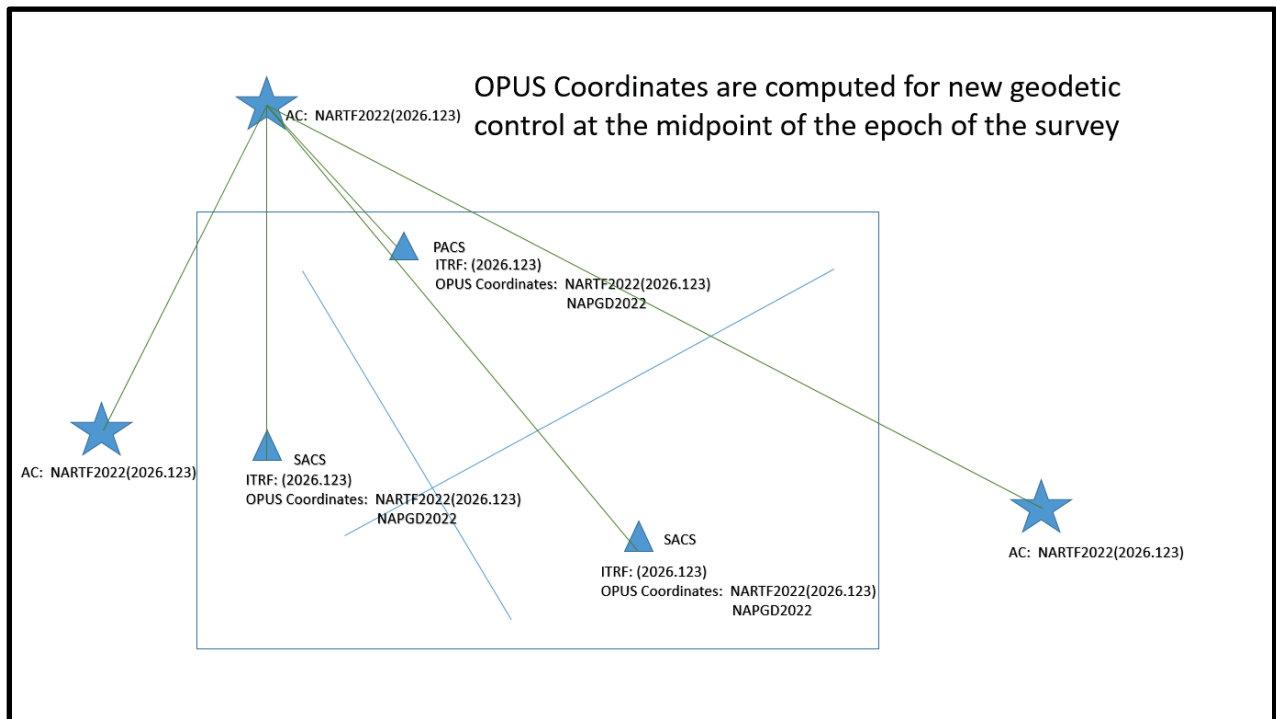 OPUS Coordinates are computed for new geodetic
control at the midpoint of the epoch of the survey
AC: NARTF2022(2026.123)
PACS
ITRF: (2026.123)
OPUS Coordinates: NARTF2022(2026.123)
NAPGD2022
AC: NARTF2022(2026.123)
SACS
ITRF: (2026.123)
OPUS Coordinates: NARTF2022(2026.123)
NAPGD2022
SACS
ITRF: (2026.123)
OPUS Coordinates: NARTF2022(2026.123)
NAPGD2022
AC: NARTF2022(2026.123)